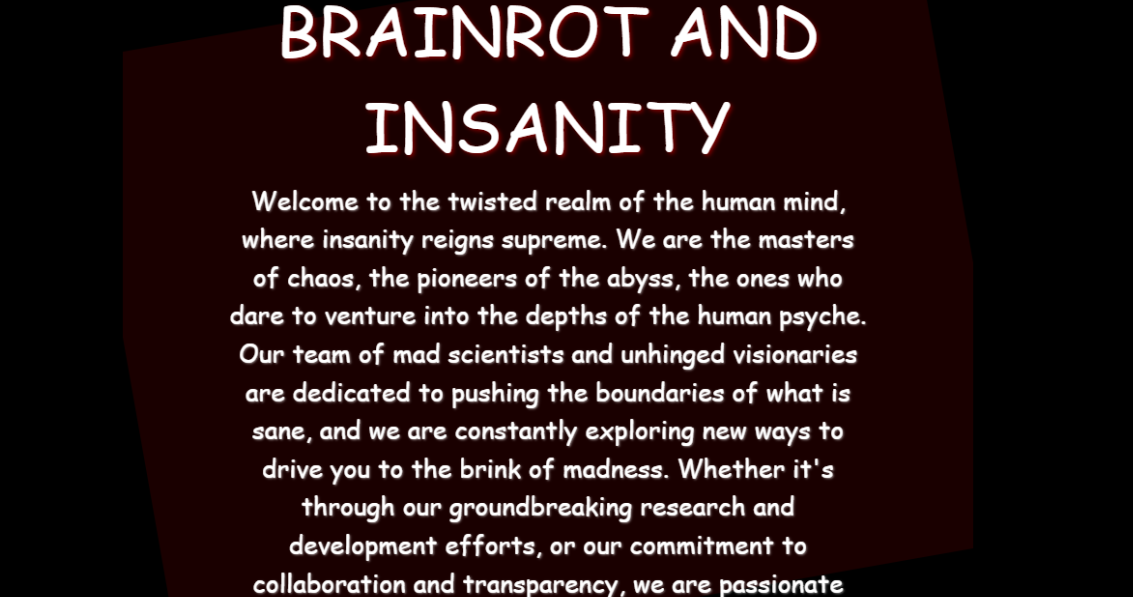 BRAINROT AND
INSANITY
Welcome to the twisted realm of the human mind,
where insanity reigns supreme. We are the masters
of chaos, the pioneers of the abyss, the ones who
dare to venture into the depths of the human psyche.
Our team of mad scientists and unhinged visionaries
are dedicated to pushing the boundaries of what is
sane, and we are constantly exploring new ways to
drive you to the brink of madness. Whether it's
through our groundbreaking research and
development efforts, or our commitment to
collaboration and transparency, we are passionate